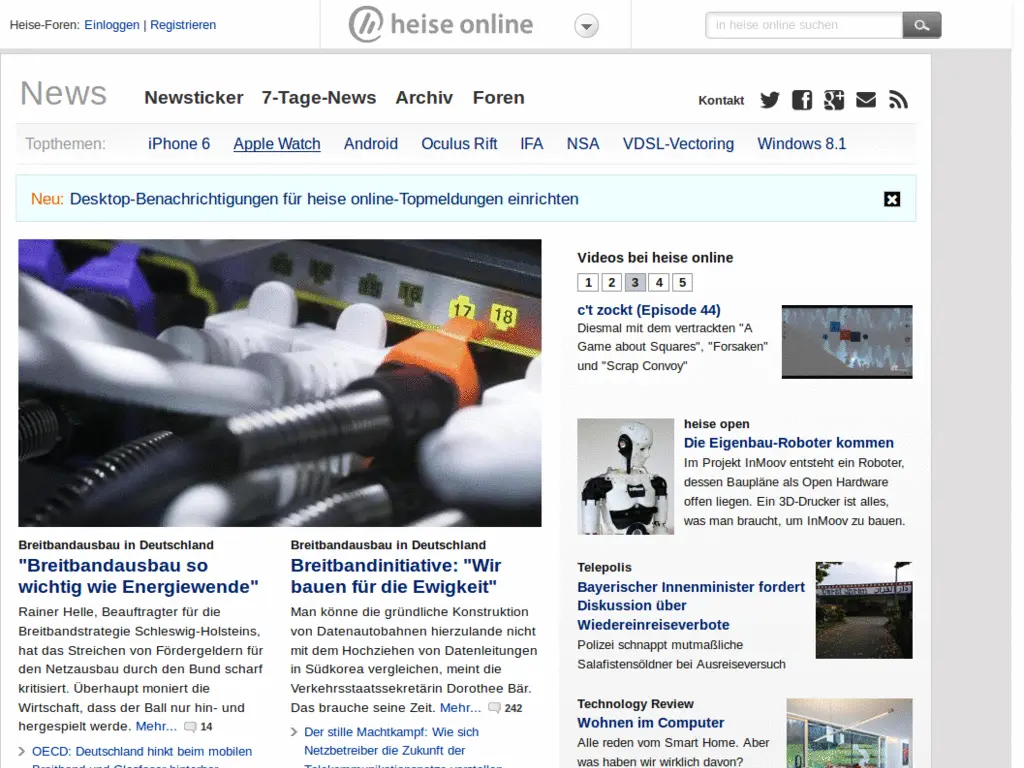 Heise-Foren: Einloggen | Registrieren
heise online
in heise online suchen
News
Newsticker 7-Tage-News Archiv Foren
Kontakt
Topthemen: iPhone 6 Apple Watch Android Oculus Rift IFA NSA VDSL-Vectoring Windows 8.1
Neu: Desktop-Benachrichtigungen für heise online-Topmeldungen einrichten
16
17
18
Breitbandausbau in Deutschland
"Breitbandausbau so
wichtig wie Energiewende"
Rainer Helle, Beauftragter für die
Breitbandstrategie Schleswig-Holsteins,
hat das Streichen von Fördergeldern für
den Netzausbau durch den Bund scharf
kritisiert. Überhaupt moniert die
Wirtschaft, dass der Ball nur hin- und
hergespielt werde. Mehr... 14
OECD: Deutschland hinkt beim mobilen
Breitband und Glasfaser hinterher
Breitbandausbau in Deutschland
Breitbandinitiative: "Wir
bauen für die Ewigkeit"
Man könne die gründliche Konstruktion
von Datenautobahnen hierzulande nicht
mit dem Hochziehen von Datenleitungen
in Südkorea vergleichen, meint die
Verkehrsstaatssekretärin Dorothee Bär.
Das brauche seine Zeit. Mehr... 242
Der stille Machtkampf: Wie sich
Netzbetreiber die Zukunft der
Telekommunikationsnetze vorstellen
Videos bei heise online
1 2 3 4 5
c't zockt (Episode 44)
Diesmal mit dem vertrackten "A
Game about Squares", "Forsaken"
und "Scrap Convoy"
heise open
Die Eigenbau-Roboter kommen
Im Projekt InMoov entsteht ein Roboter,
dessen Baupläne als Open Hardware
offen liegen. Ein 3D-Drucker ist alles,
was man braucht, um InMoov zu bauen.
Telepolis
Bayerischer Innenminister fordert
Diskussion über
Wiedereinreiseverbote
Polizei schnappt mutmaßliche
Salafistensöldner bei Ausreiseversuch
Technology Review
Wohnen im Computer
Alle reden vom Smart Home. Aber
was haben wir wirklich davon?